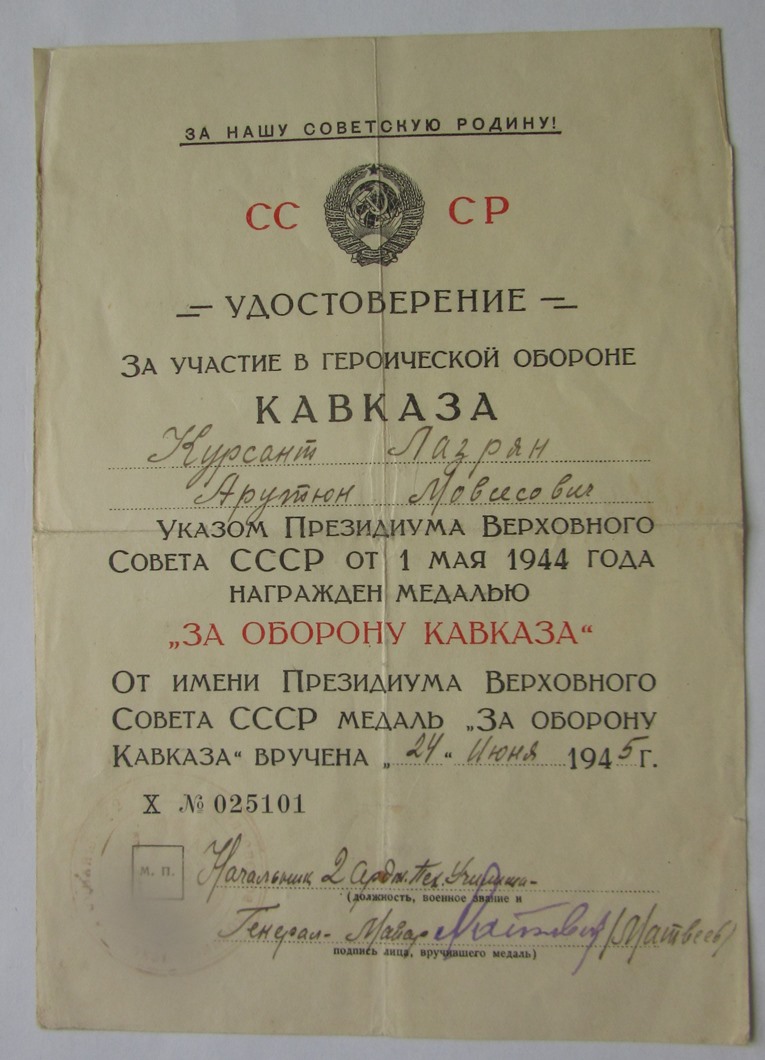 ЗА НАШУ СОВЕТСКУЮ РОДИНУ!
СС СР
УДОСТОВЕРЕНИЕ
ЗА УЧАСТИЕ В ГЕРОИЧЕСКОЙ ОБОРОНЕ
КАВКАЗА
Курсант Лазрян
Арутюн Мовсесович
УКАЗОМ ПРЕЗИДИУМА ВЕРХОВНОГО
СОВЕТА СССР ОТ 1 МАЯ 1944 ГОДА
НАГРАЖДЕН МЕДАЛЬЮ
„ЗА ОБОРОНУ КАВКАЗА“
ОТ ИМЕНИ ПРЕЗИДИУМА ВЕРХОВНОГО
СОВЕТА СССР МЕДАЛЬ „ЗА ОБОРОНУ
КАВКАЗА“ ВРУЧЕНА „24“ Июня 1945 г.
X № 025101
М. П.
Начальник 2 Училища-
(должность, военное звание и
Генерал-Майор (Матвеев)
подпись лица, вручившего медаль)